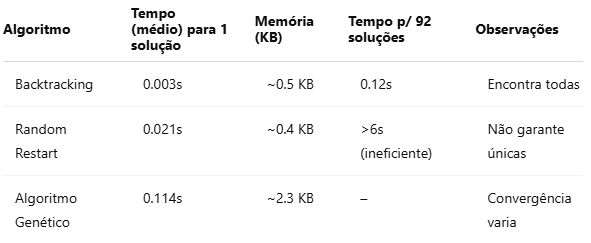 Algoritmo Tempo (médio) para 1 solução Memória (KB) Tempo p/ 92 soluções Observações
Backtracking 0.003s ~0.5 KB 0.12s Encontra todas
Random Restart 0.021s ~0.4 KB >6s (ineficiente) Não garante únicas
Algoritmo Genético 0.114s ~2.3 KB – Convergência varia